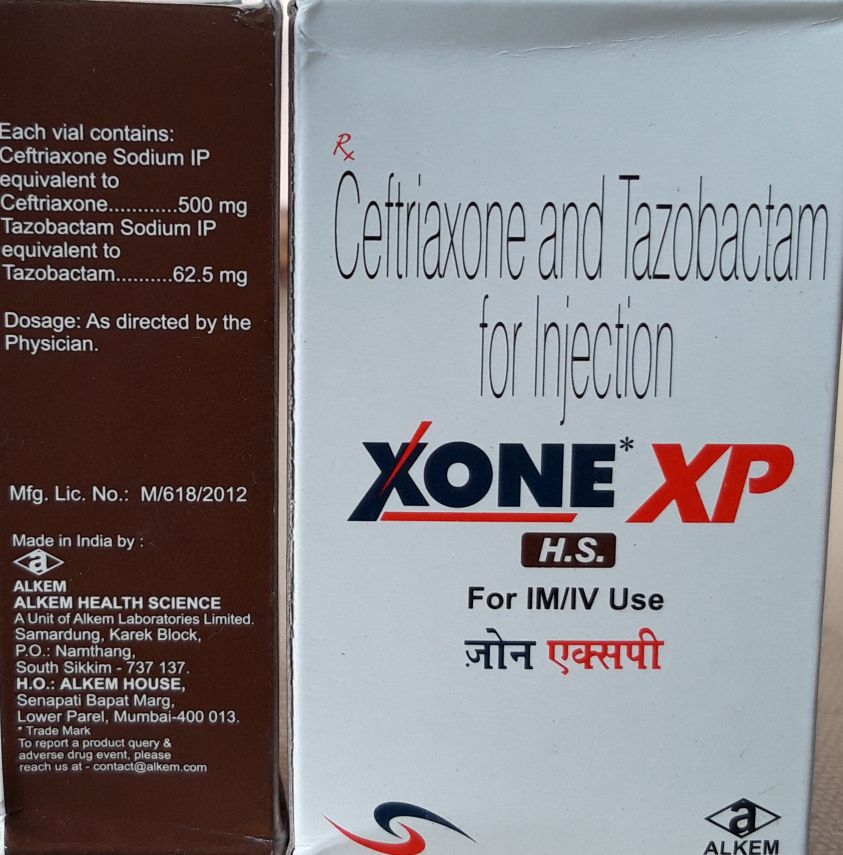 Each vial contains:
Ceftriaxone Sodium IP
equivalent to
Ceftriaxone............500 mg
Tazobactam Sodium IP
equivalent to
Tazobactam..........62.5 mg
Dosage: As directed by the
Physician.
Mfg. Lic. No.: M/618/2012
Made in India by :
a
ALKEM
ALKEM HEALTH SCIENCE
A Unit of Alkem Laboratories Limited.
Samardung, Karek Block,
P.O.: Namthang,
South Sikkim - 737 137.
H.O.: ALKEM HOUSE,
Senapati Bapat Marg,
Lower Parel, Mumbai-400 013.
* Trade Mark
To report a product query &
adverse drug event, please
reach us at - contact@alkem.com
Rx
Ceftriaxone and Tazobactam
for Injection
XONE* XP
H.S.
For IM/IV Use
ज़ोन एक्सपी
a
ALKEM